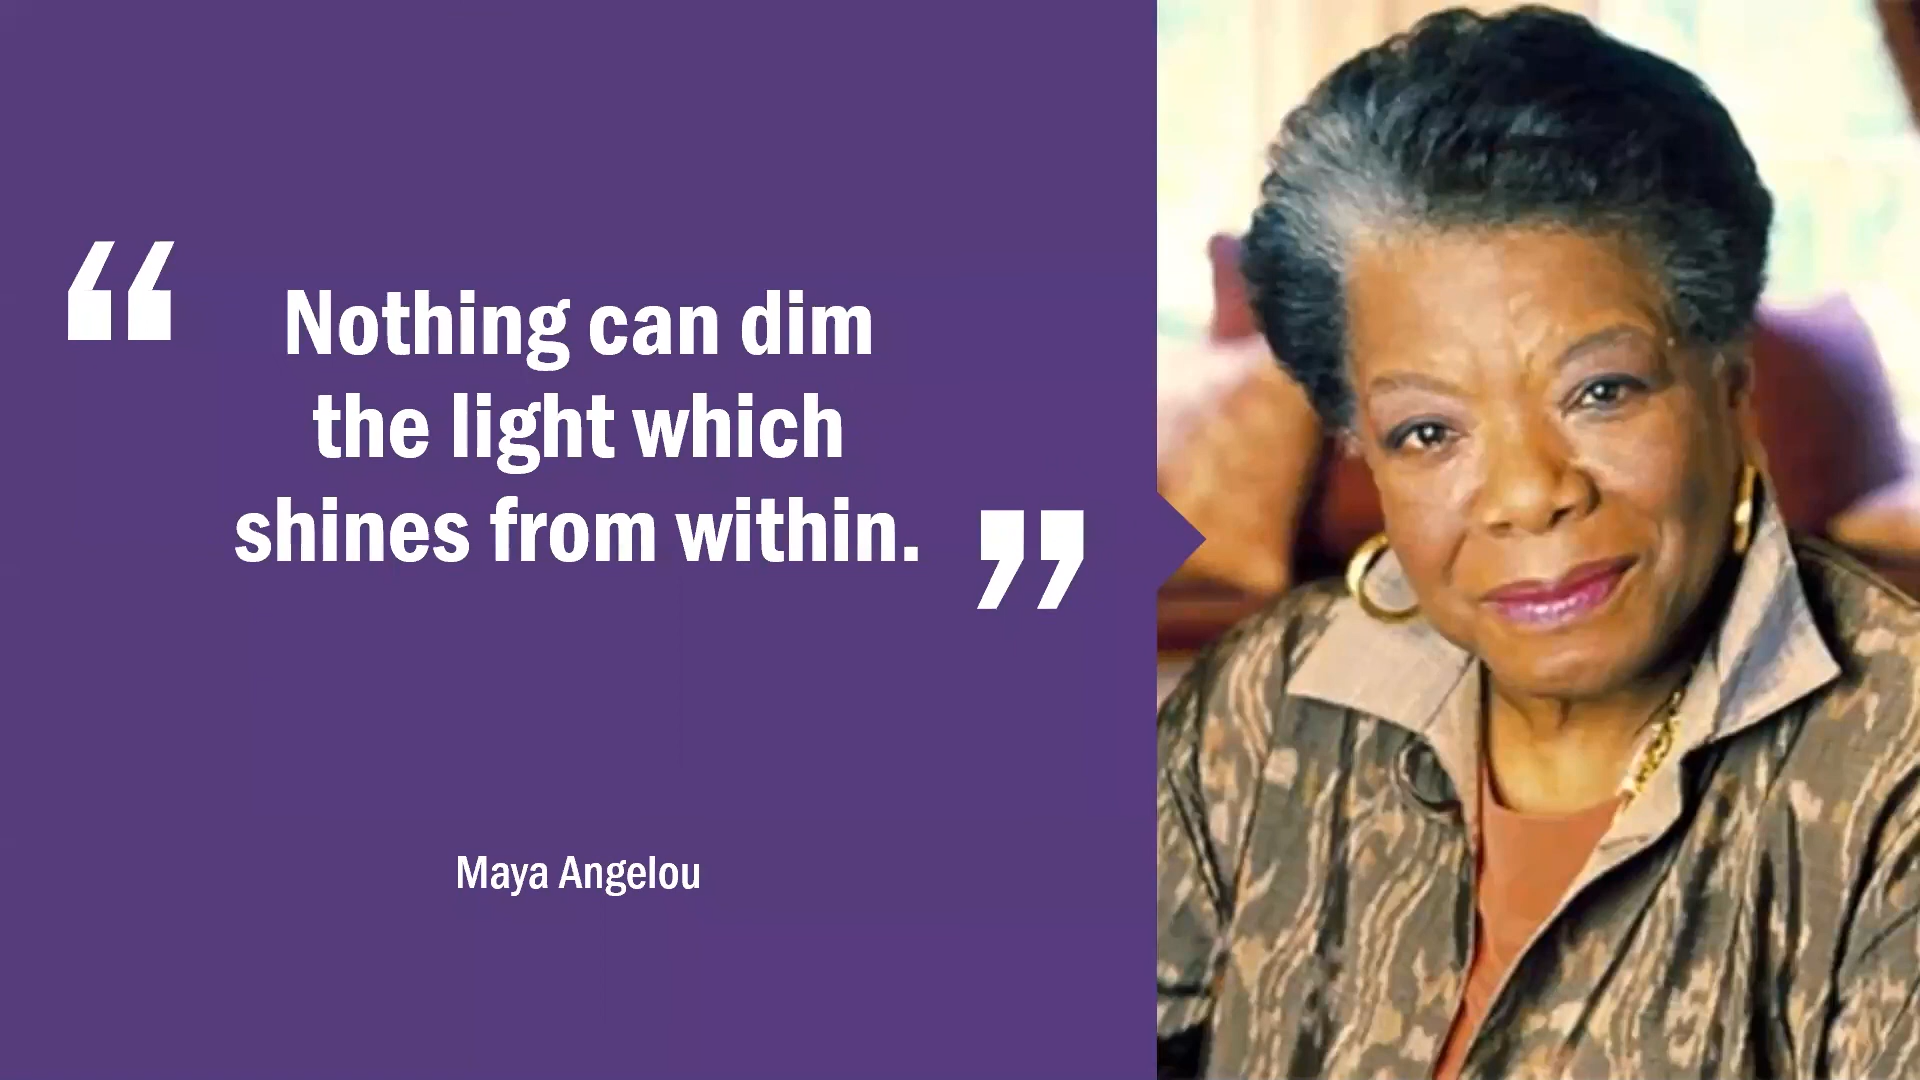 “
Nothing can dim
the light which
shines from within.
”
Maya Angelou